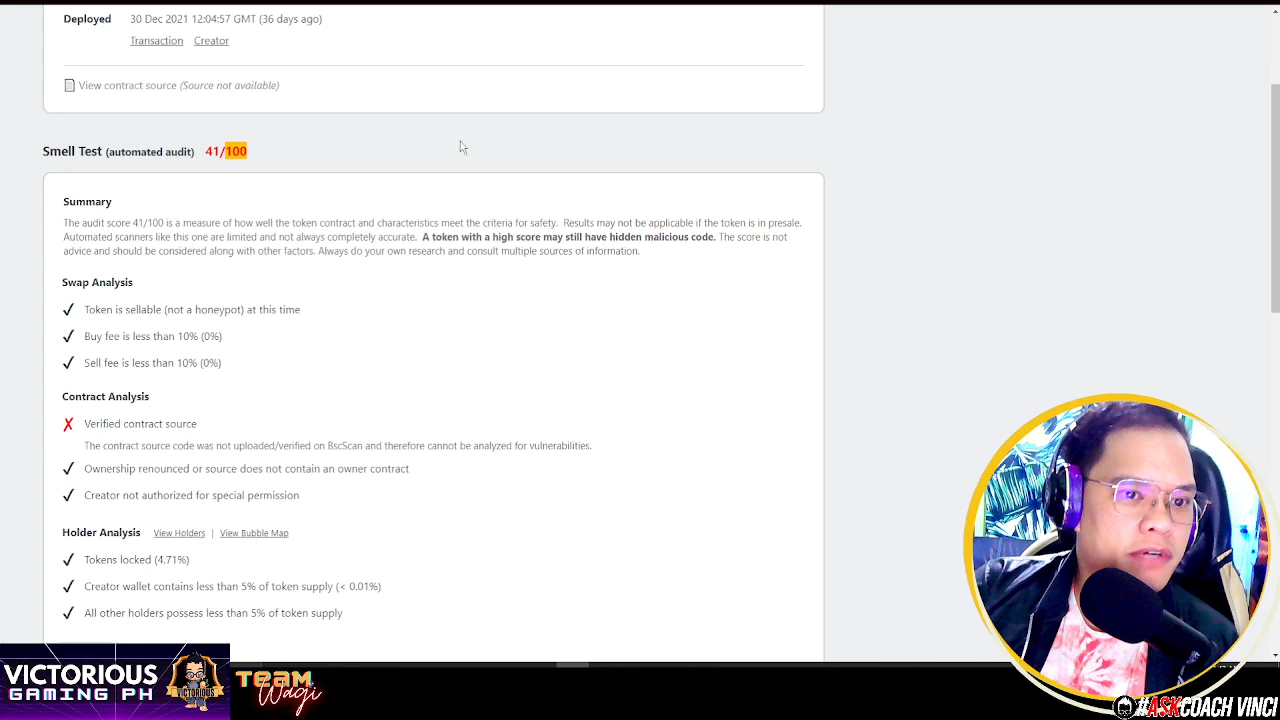 Deployed 30 Dec 2021 12:04:57 GMT (36 days ago)
Transaction Creator
View contract source (Source not available)
Smell Test (automated audit) 41/100
Summary
The audit score 41/100 is a measure of how well the token contract and characteristics meet the criteria for safety. Results may not be applicable if the token is in presale.
Automated scanners like this one are limited and not always completely accurate. A token with a high score may still have hidden malicious code. The score is not
advice and should be considered along with other factors. Always do your own research and consult multiple sources of information.
Swap Analysis
Token is sellable (not a honeypot) at this time
Buy fee is less than 10% (0%)
Sell fee is less than 10% (0%)
Contract Analysis
Verified contract source
The contract source code was not uploaded/verified on BscScan and therefore cannot be analyzed for vulnerabilities.
Ownership renounced or source does not contain an owner contract
Creator not authorized for special permission
Holder Analysis View Holders | View Bubble Map
Tokens locked (4.71%)
Creator wallet contains less than 5% of token supply (< 0.01%)
All other holders possess less than 5% of token supply
VICTORIOUS
GAMING PH
VICTORIOUS
TEAM
Wagi
#ASKCOACH VINCI